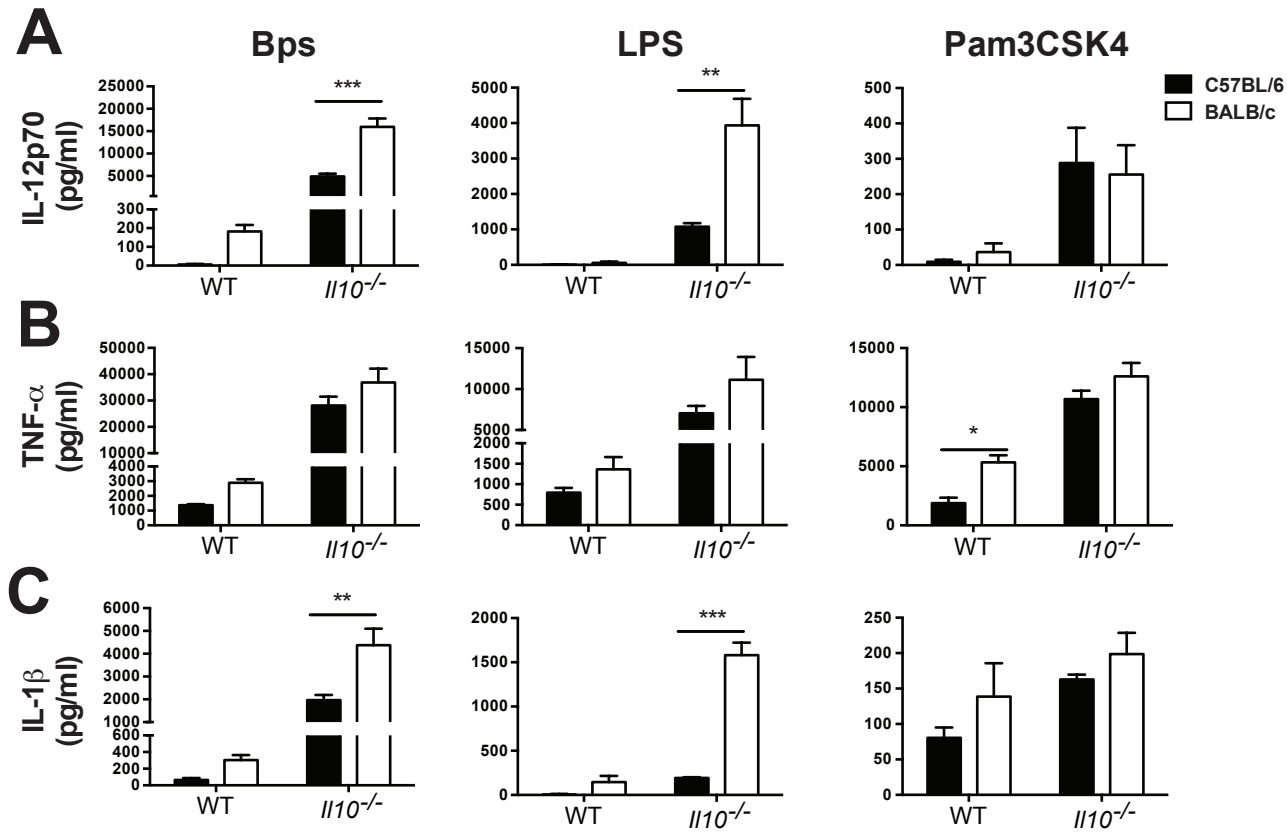 A
Bps
LPS
Pam3CSK4
C57BL/6
BALB/c
IL-12p70
(pg/ml)
25000
20000
15000
10000
5000
300
200
100
0
***
WT
Il10-/-
5000
4000
3000
2000
1000
0
**
WT
Il10-/-
500
400
300
200
100
0
WT
Il10-/-
B
TNF-α
(pg/ml)
50000
40000
30000
20000
10000
4000
3000
2000
1000
0
WT
Il10-/-
15000
10000
5000
2000
1500
1000
500
0
WT
Il10-/-
15000
10000
5000
0
*
WT
Il10-/-
C
IL-1β
(pg/ml)
6000
5000
4000
3000
2000
1000
600
400
200
0
**
WT
Il10-/-
2000
1500
1000
500
0
***
WT
Il10-/-
250
200
150
100
50
0
WT
Il10-/-